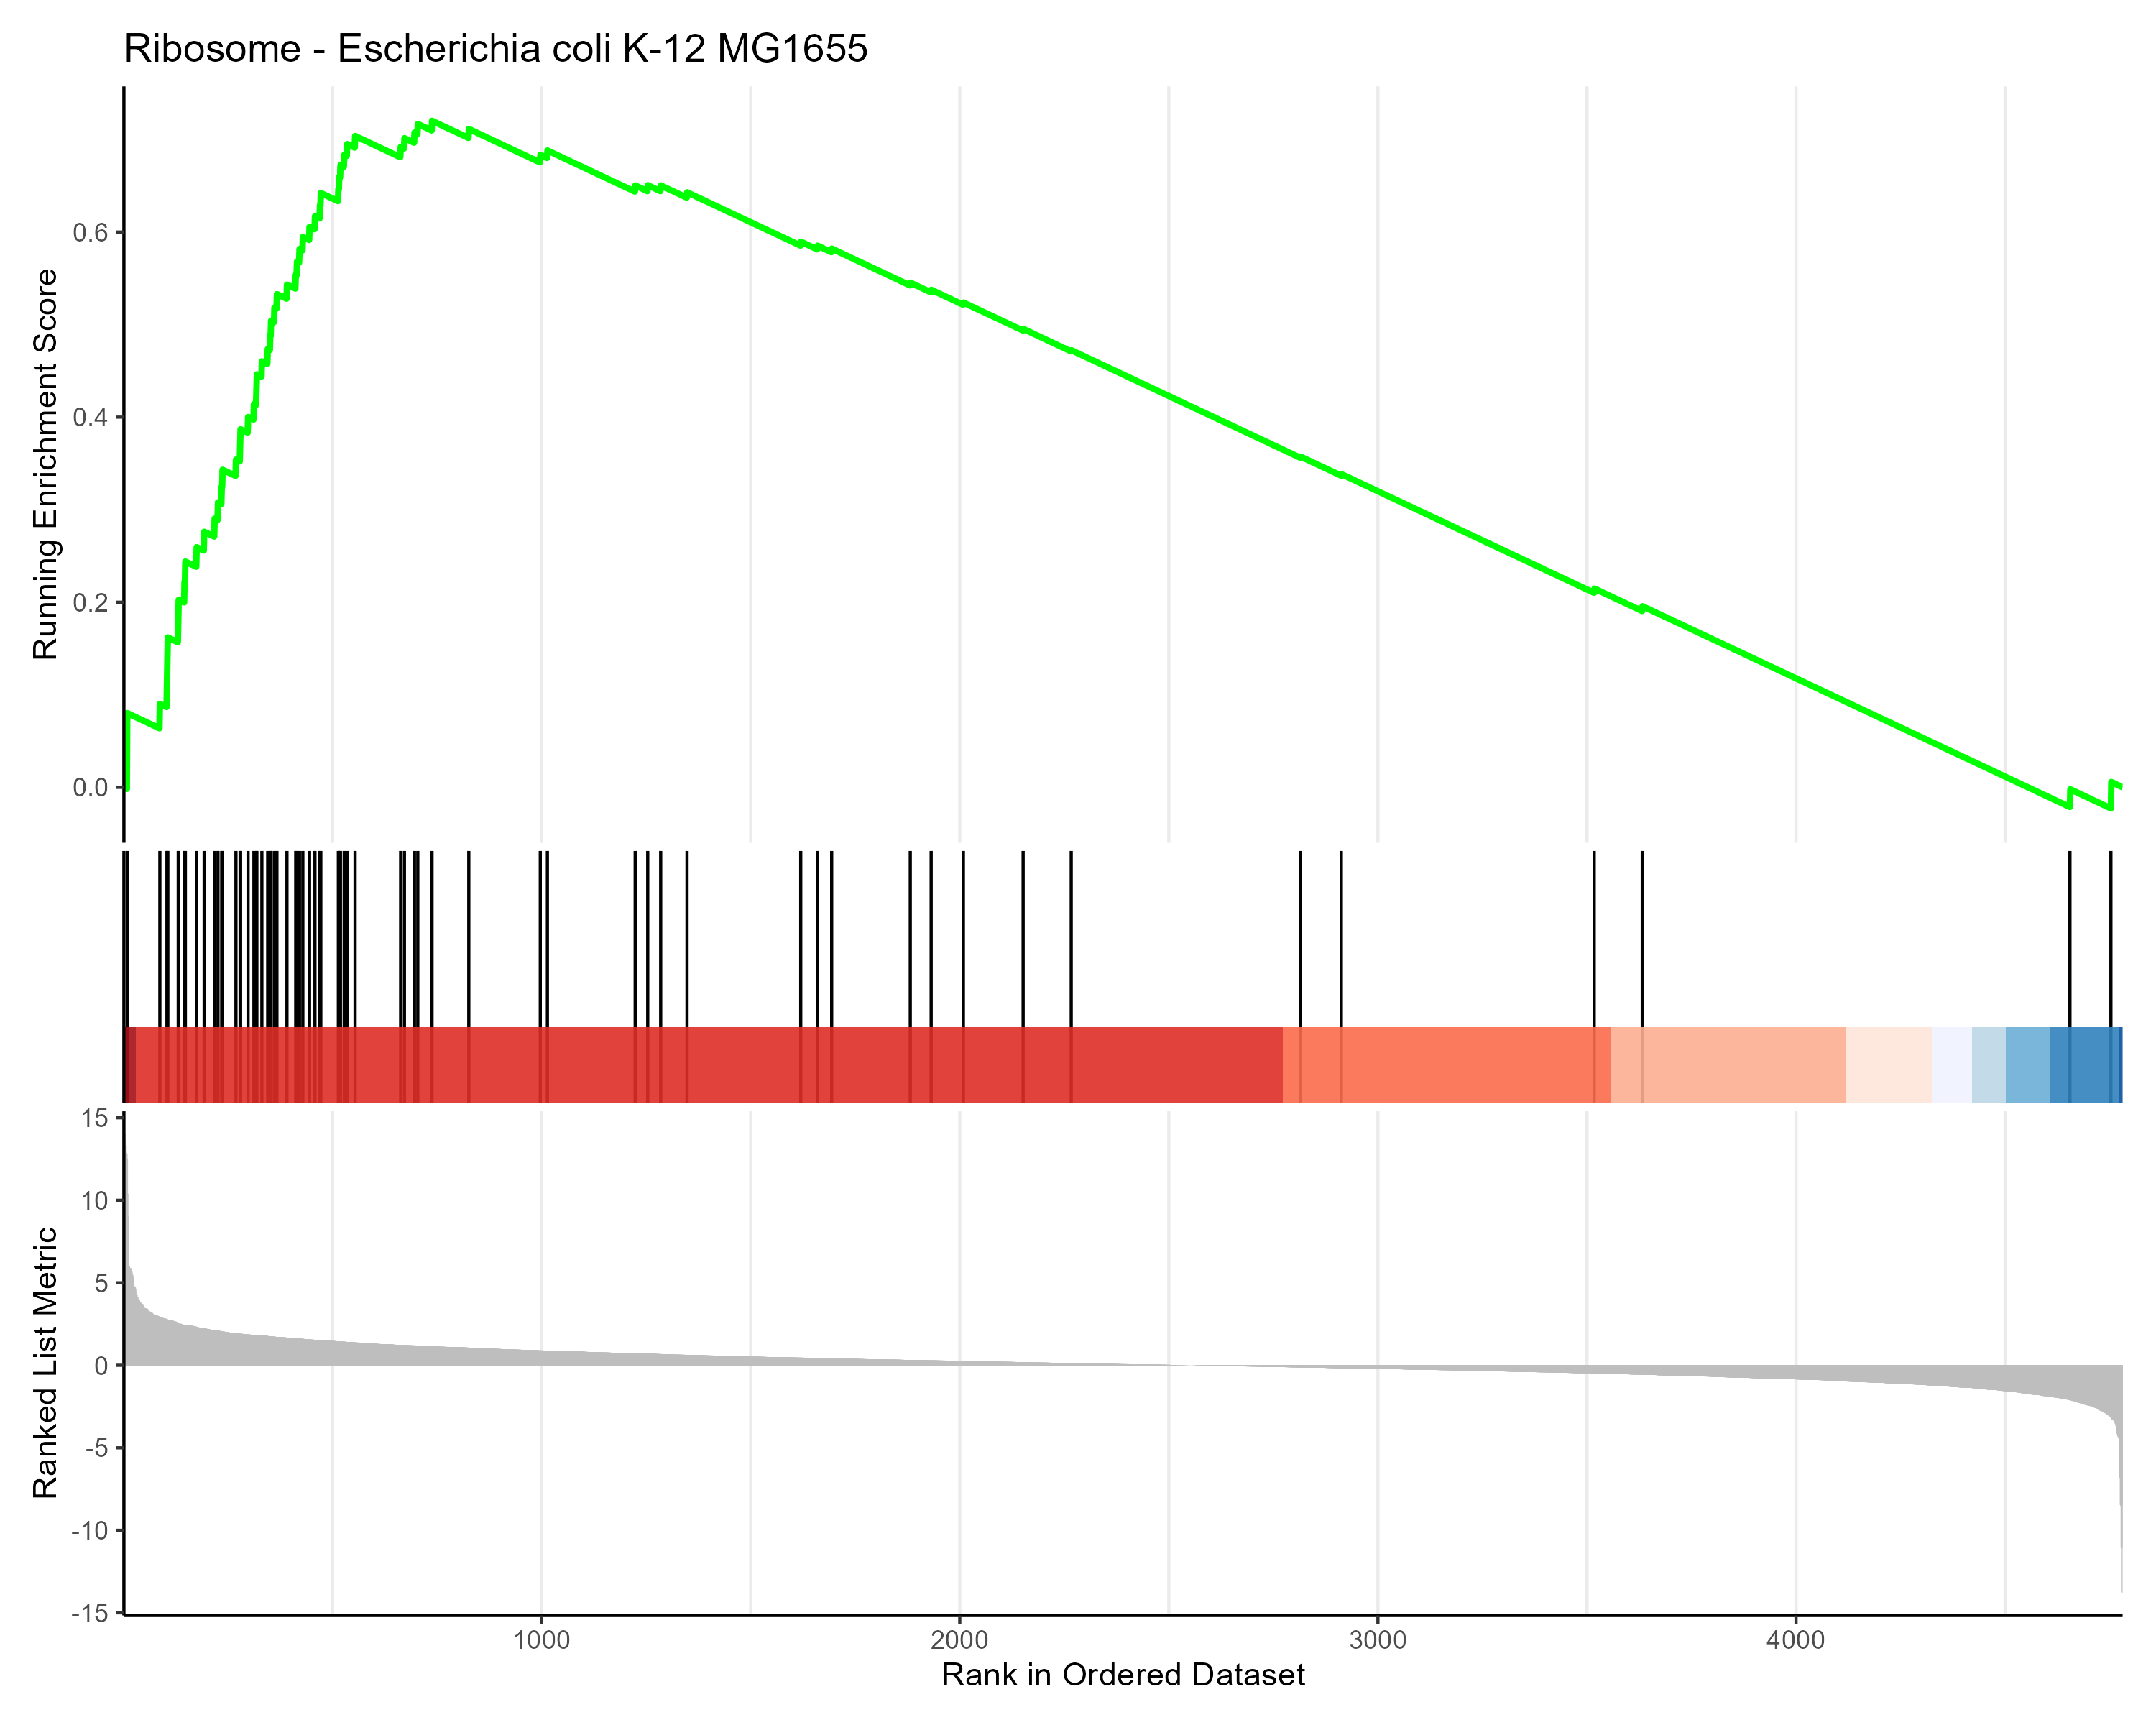 Ribosome - Escherichia coli K-12 MG1655
Running Enrichment Score
0.6
0.4
0.2
0.0
Ranked List Metric
15
10
5
0
-5
-10
-15
1000 2000 3000 4000
Rank in Ordered Dataset